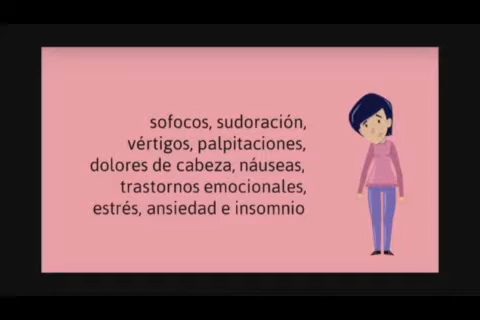 sofocos, sudoración,
vértigos, palpitaciones,
dolores de cabeza, náuseas,
trastornos emocionales,
estrés, ansiedad e insomnio